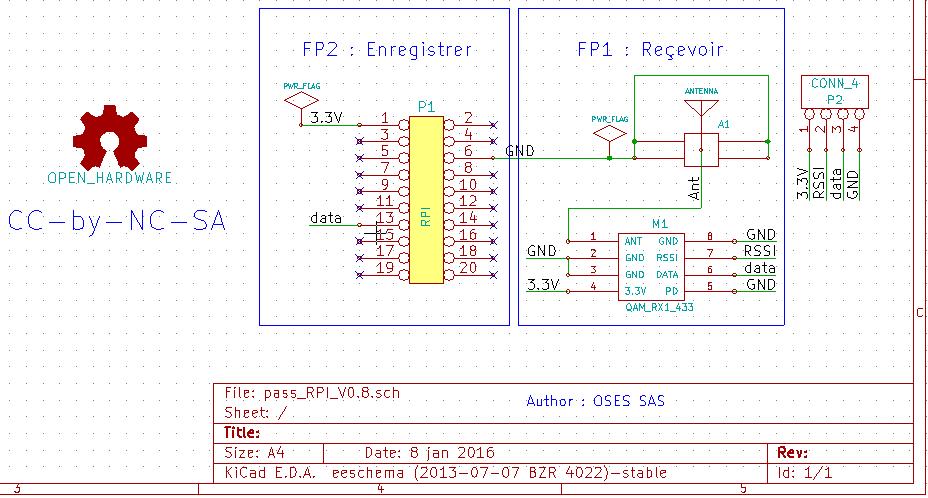 FP2 : Enregistrer
FP1 : Reçevoir
PWR_FLAG
3.3V
P1
RPI
1 2
3 4
5 6
7 8
9 10
11 12
13 14
15 16
17 18
19 20
data
GND
PWR_FLAG
ANTENNA
A1
Ant
M1
1 ANT GND 8 GND
GND 2 GND RSSI 7 RSSI
3 GND DATA 6 data
3.3V 4 3.3V PD 5 GND
QAM_RX1_433
CONN_4
P2
1 2 3 4
3.3V
RSSI
data
GND
OPEN_HARDWARE
CC-by-NC-SA
C
File: pass_RPI_V0.8.sch
Sheet: /
Author : OSES SAS
Title:
Size: A4 Date: 8 jan 2016 Rev:
KiCad E.D.A. eeschema (2013-07-07 BZR 4022)-stable Id: 1/1
3 4 5